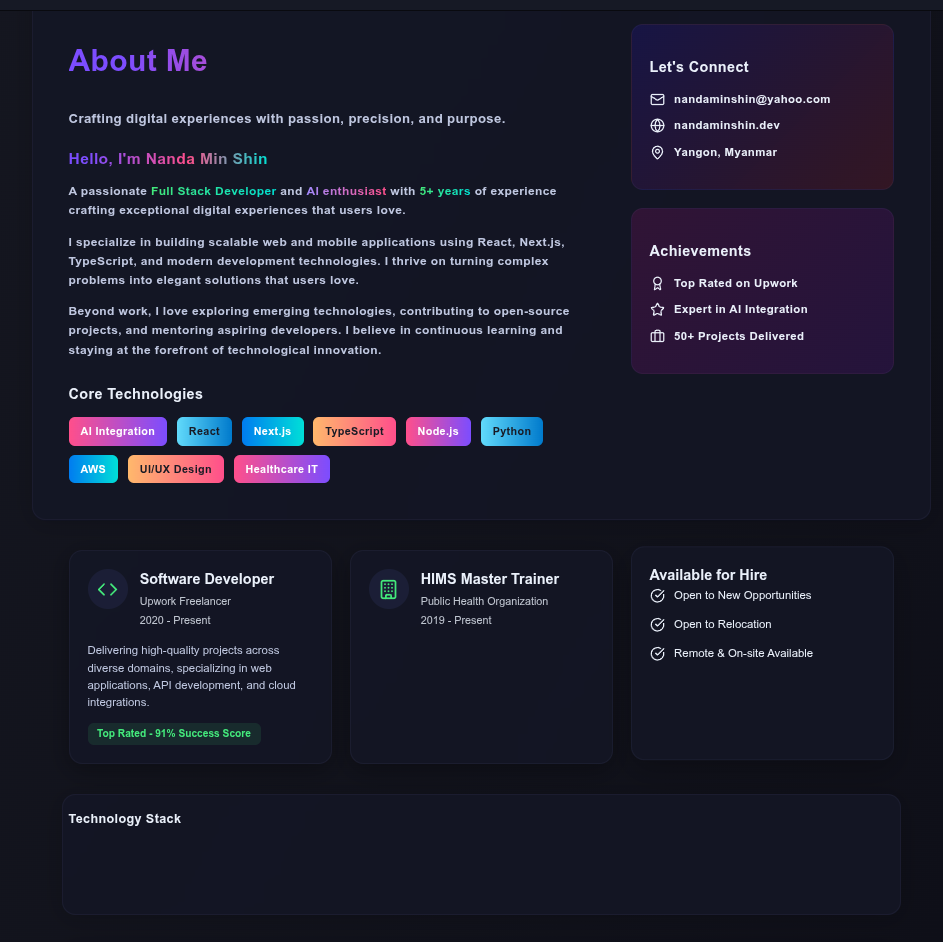 About Me
Crafting digital experiences with passion, precision, and purpose.
Hello, I'm Nanda Min Shin
A passionate Full Stack Developer and AI enthusiast with 5+ years of experience
crafting exceptional digital experiences that users love.
I specialize in building scalable web and mobile applications using React, Next.js,
TypeScript, and modern development technologies. I thrive on turning complex
problems into elegant solutions that users love.
Beyond work, I love exploring emerging technologies, contributing to open-source
projects, and mentoring aspiring developers. I believe in continuous learning and
staying at the forefront of technological innovation.
Core Technologies
AI Integration React Next.js TypeScript Node.js Python
AWS UI/UX Design Healthcare IT
Let's Connect
nandaminshin@yahoo.com
nandaminshin.dev
Yangon, Myanmar
Achievements
Top Rated on Upwork
Expert in AI Integration
50+ Projects Delivered
Software Developer
Upwork Freelancer
2020 - Present
Delivering high-quality projects across
diverse domains, specializing in web
applications, API development, and cloud
integrations.
Top Rated - 91% Success Score
HIMS Master Trainer
Public Health Organization
2019 - Present
Available for Hire
Open to New Opportunities
Open to Relocation
Remote & On-site Available
Technology Stack